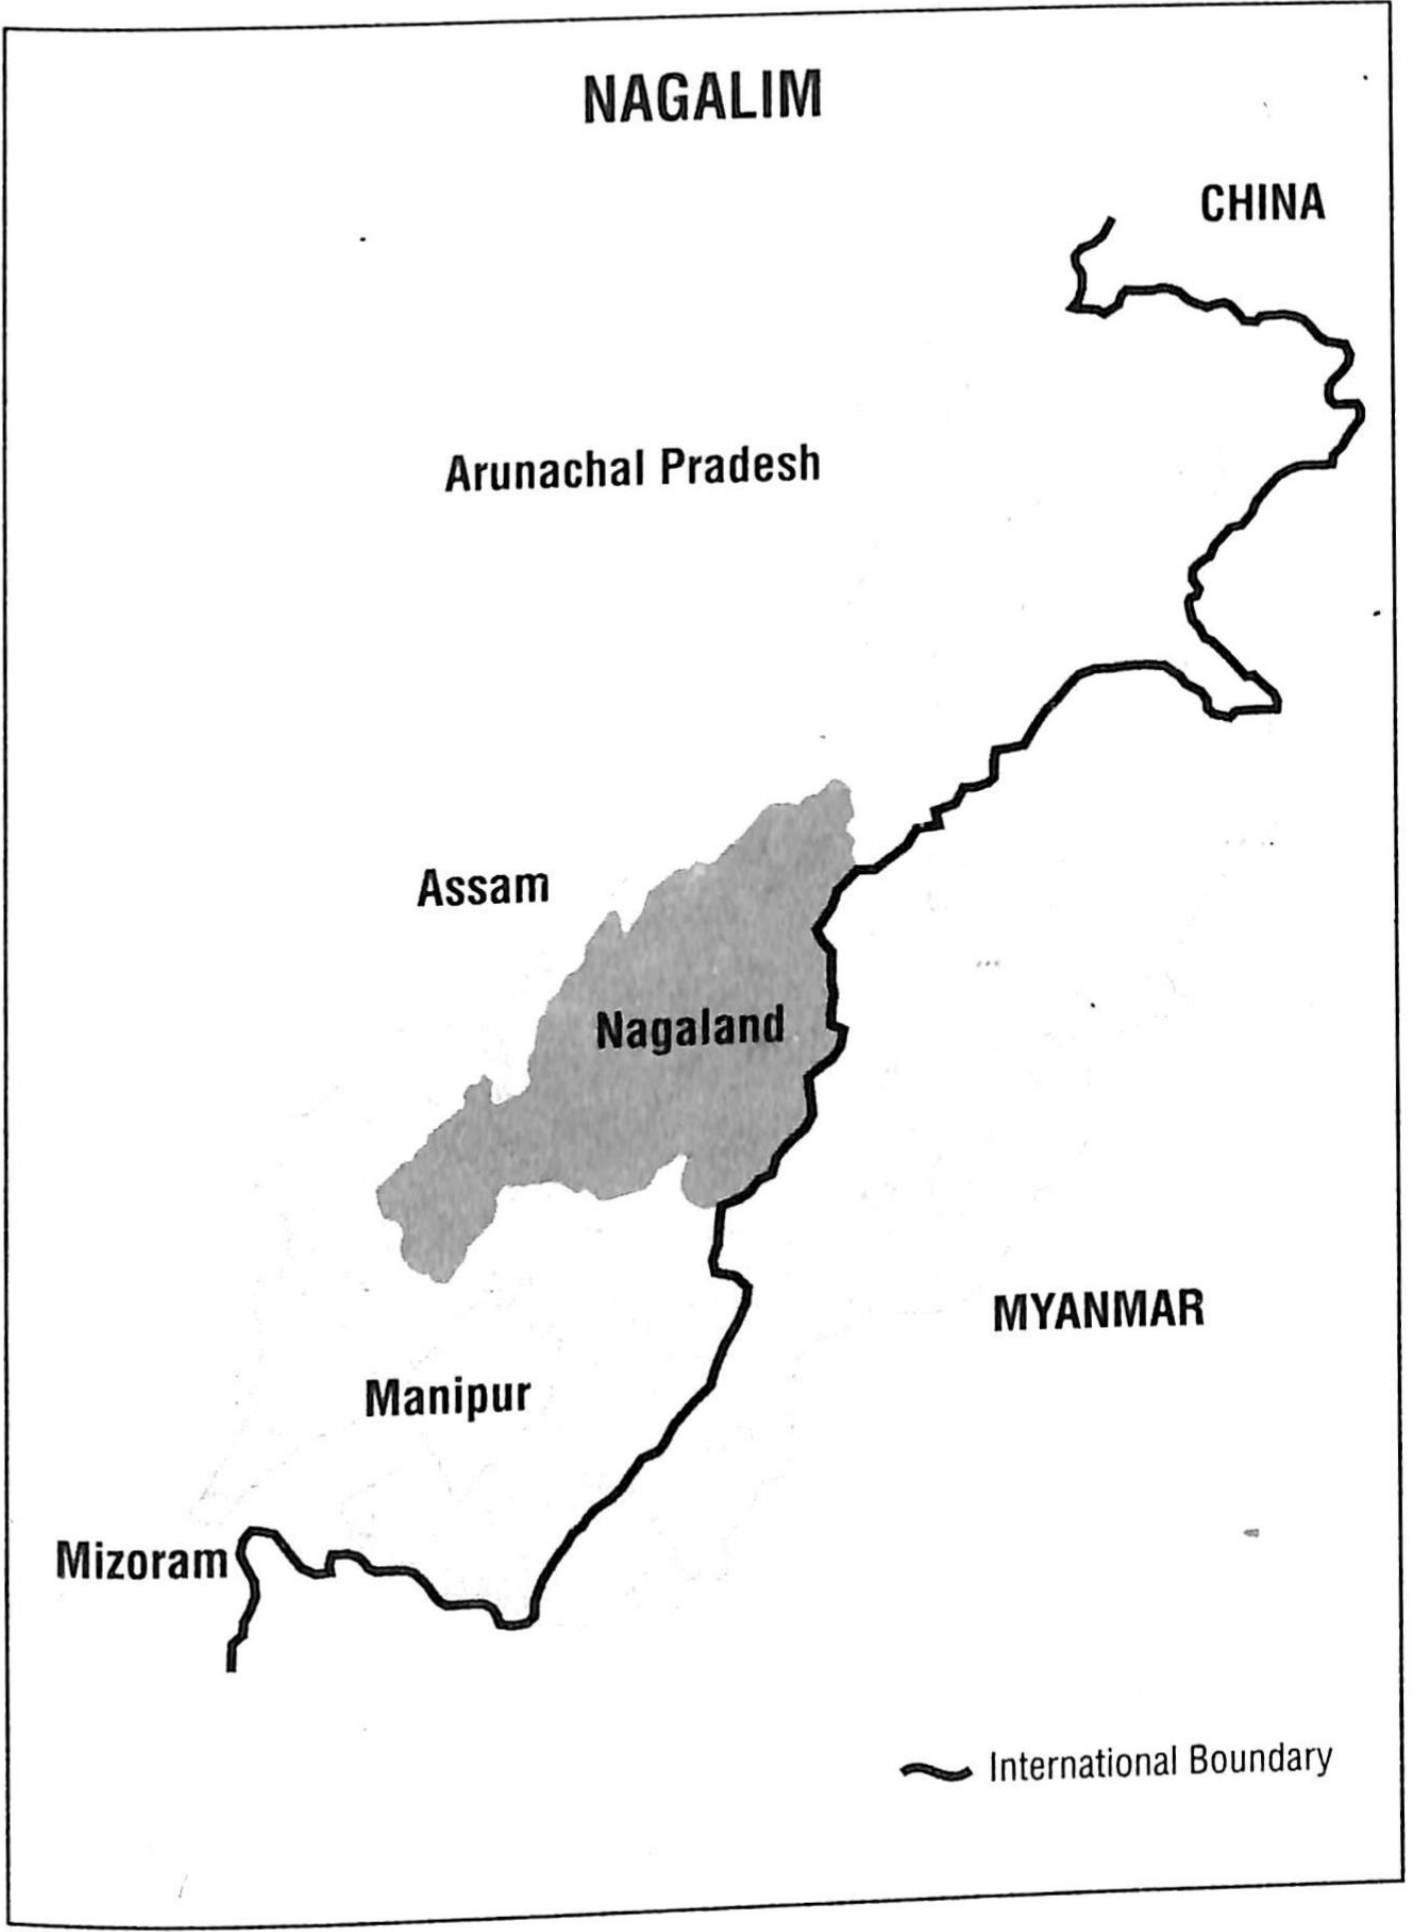 NAGALIM
CHINA
Arunachal Pradesh
Assam
Nagaland
MYANMAR
Manipur
Mizoram
International Boundary